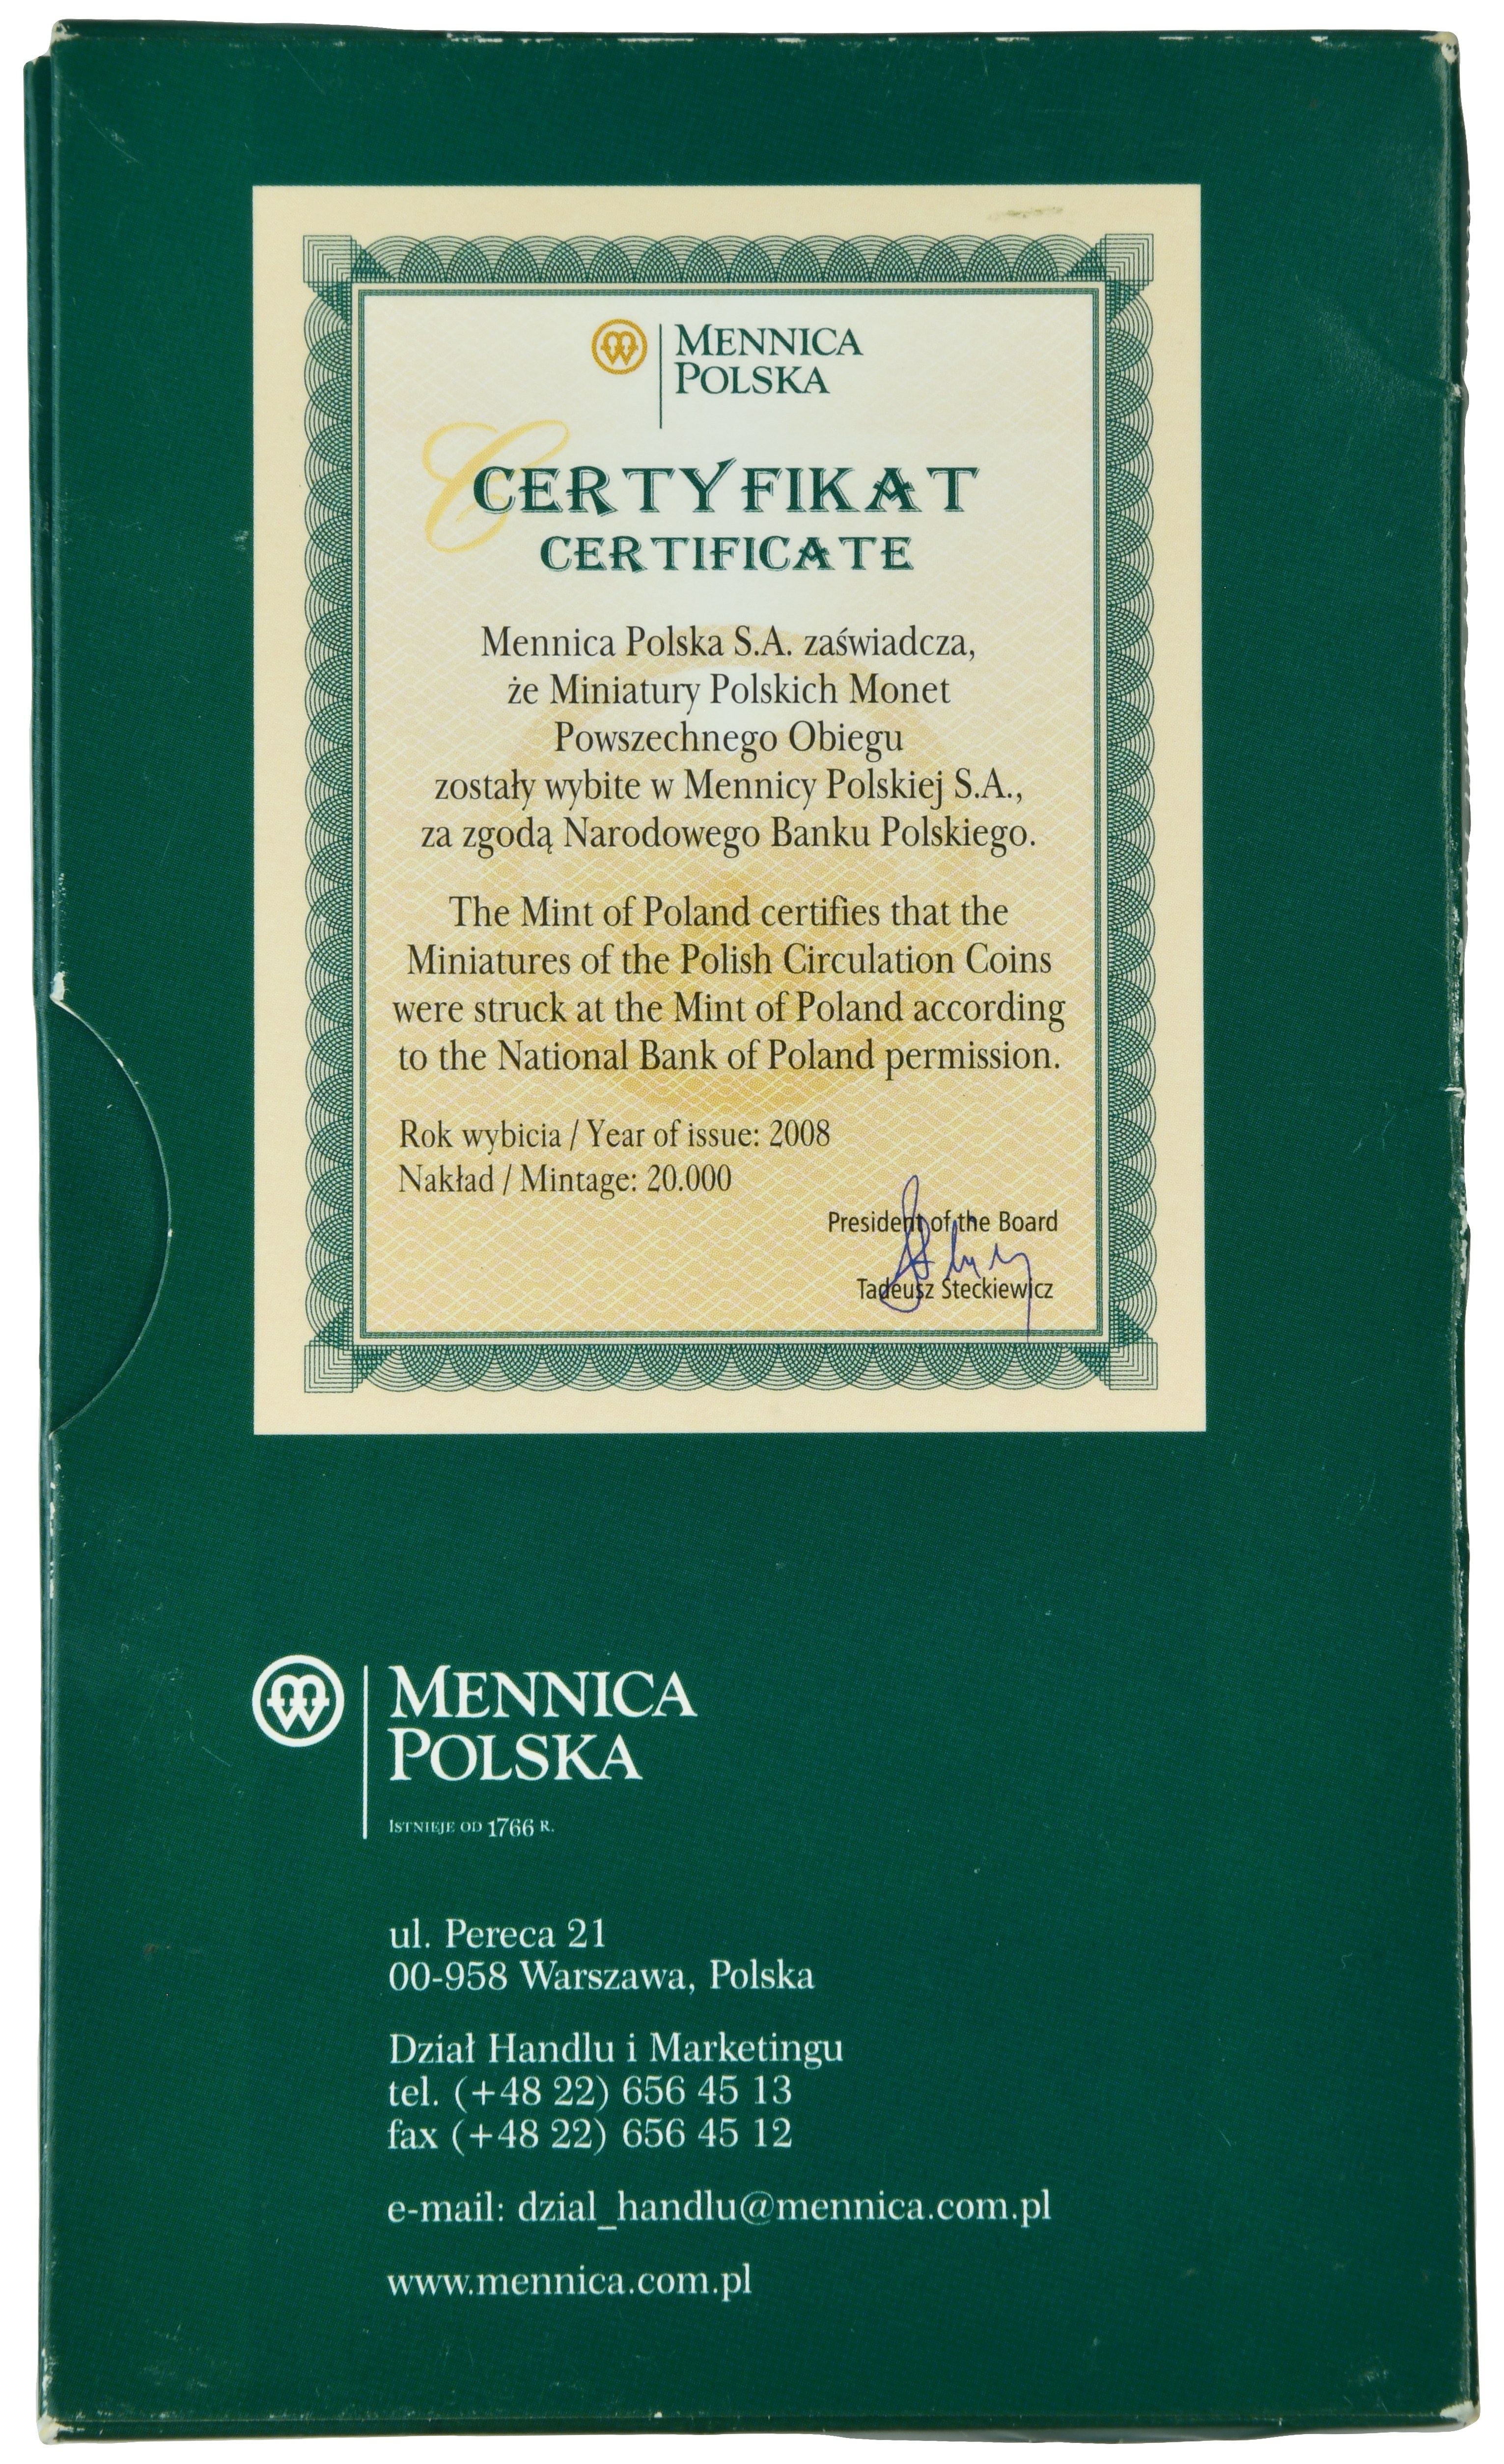 MENNICA
POLSKA
CERTYFIKAT
CERTIFICATE
Mennica Polska S.A. zaświadcza,
że Miniatury Polskich Monet
Powszechnego Obiegu
zostały wybite w Mennicy Polskiej S.A.,
za zgodą Narodowego Banku Polskiego.
The Mint of Poland certifies that the
Miniatures of the Polish Circulation Coins
were struck at the Mint of Poland according
to the National Bank of Poland permission.
Rok wybicia / Year of issue: 2008
Nakład / Mintage: 20.000
President of the Board
Tadeusz Steckiewicz
MENNICA
POLSKA
ISTNIEJE OD 1766 R.
ul. Pereca 21
00-958 Warszawa, Polska
Dział Handlu i Marketingu
tel. (+48 22) 656 45 13
fax (+48 22) 656 45 12
e-mail: dzial_handlu@mennica.com.pl
www.mennica.com.pl